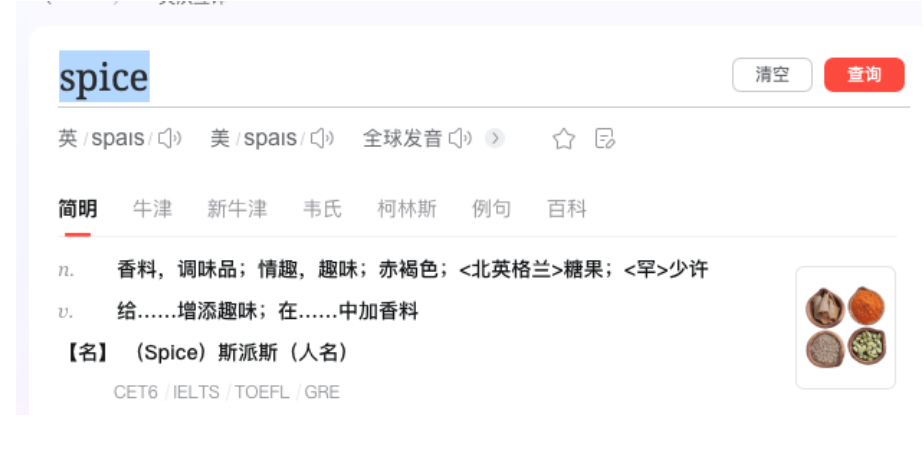 spice
清空 查询
英 /spaɪs/ 美 /spaɪs/ 全球发音
简明 牛津 新牛津 韦氏 柯林斯 例句 百科
n. 香料，调味品；情趣，趣味；赤褐色；<北英格兰>糖果；<罕>少许
v. 给……增添趣味；在……中加香料
【名】 （Spice）斯派斯（人名）
CET6 / IELTS / TOEFL / GRE